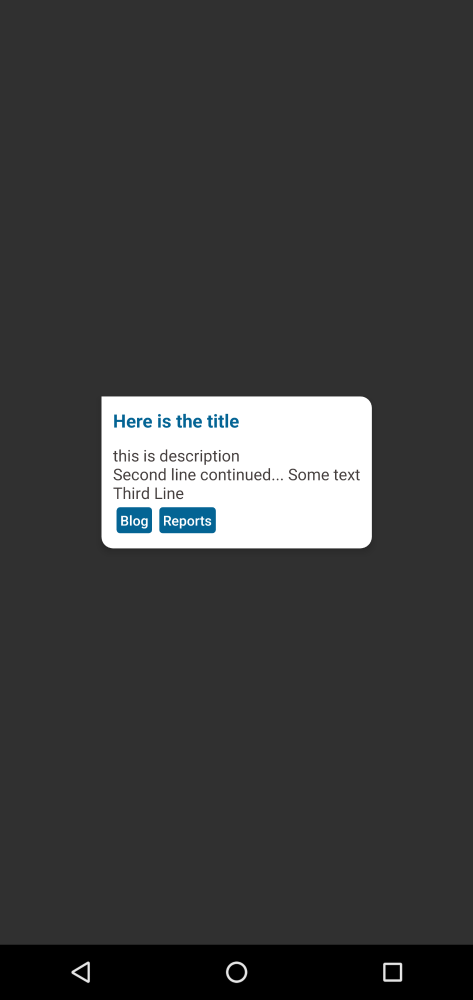 Here is the title
this is description
Second line continued... Some text
Third Line
Blog Reports